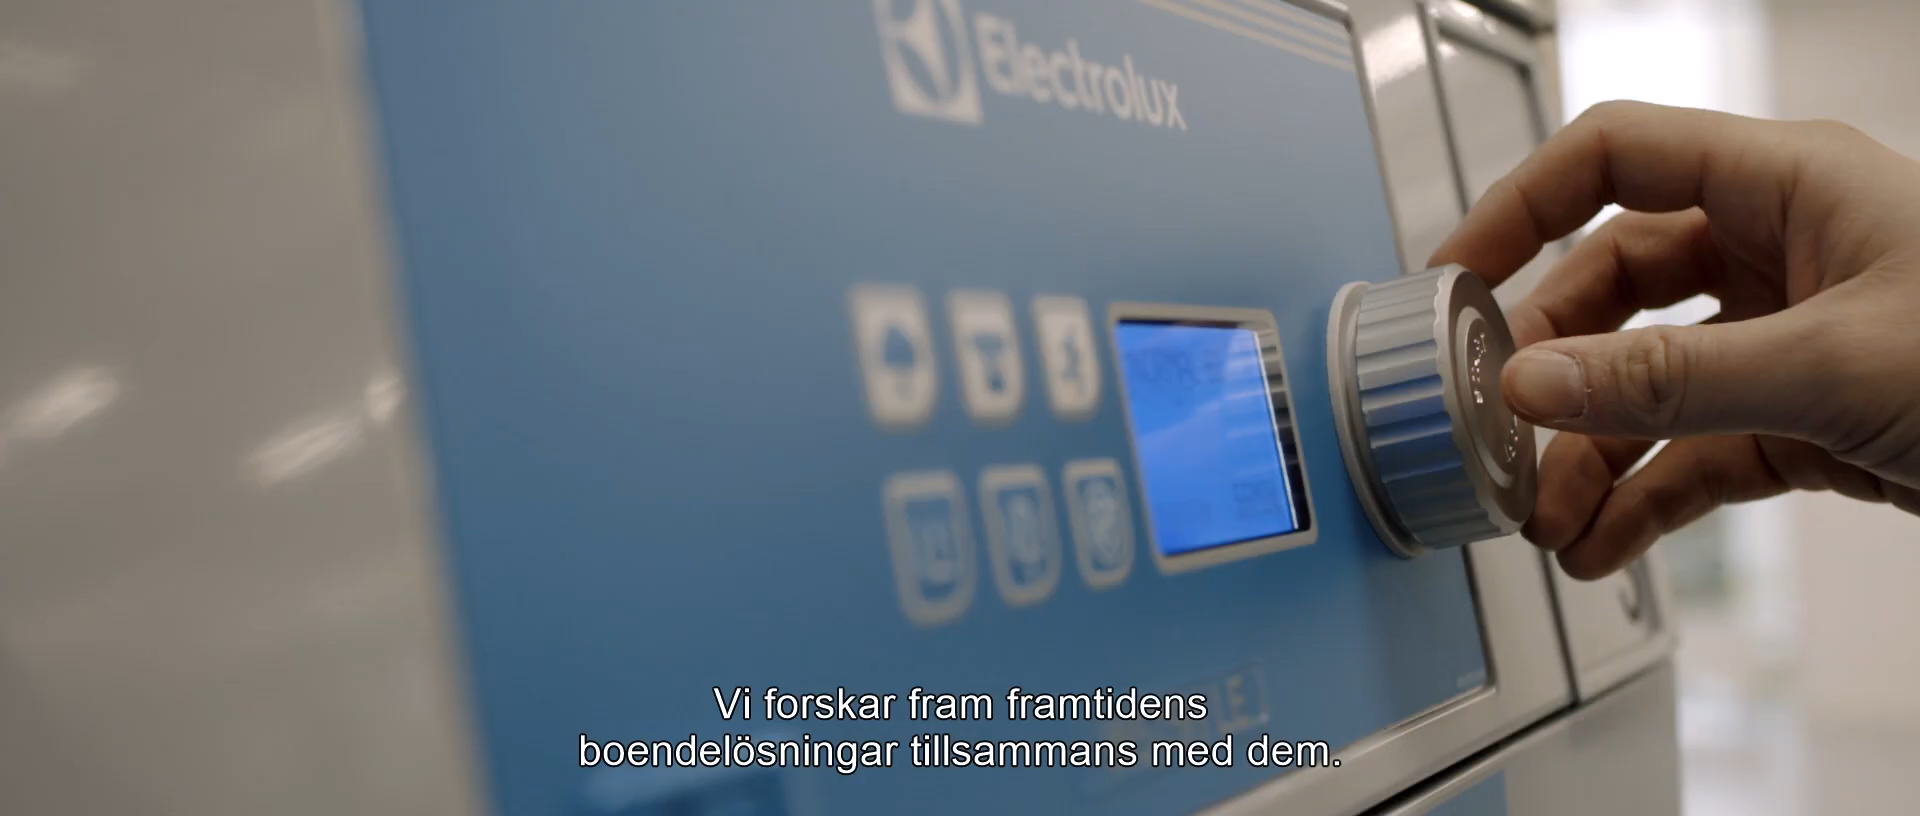 Electrolux
Vi forskar fram framtidens
boendelösningar tillsammans med dem.